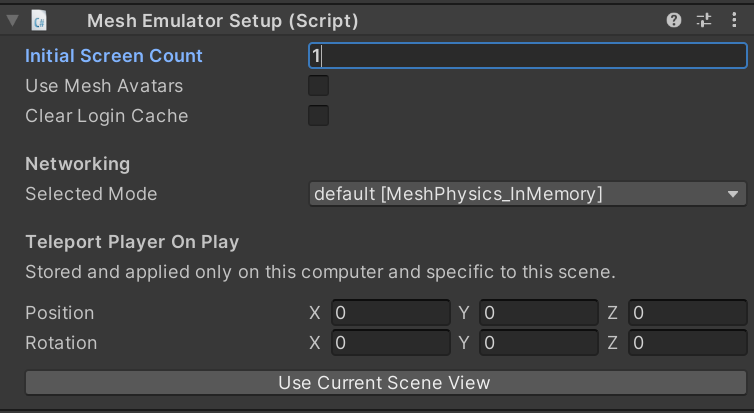 Mesh Emulator Setup (Script)
Initial Screen Count 1
Use Mesh Avatars
Clear Login Cache
Networking
Selected Mode default [MeshPhysics_InMemory]
Teleport Player On Play
Stored and applied only on this computer and specific to this scene.
Position X 0 Y 0 Z 0
Rotation X 0 Y 0 Z 0
Use Current Scene View